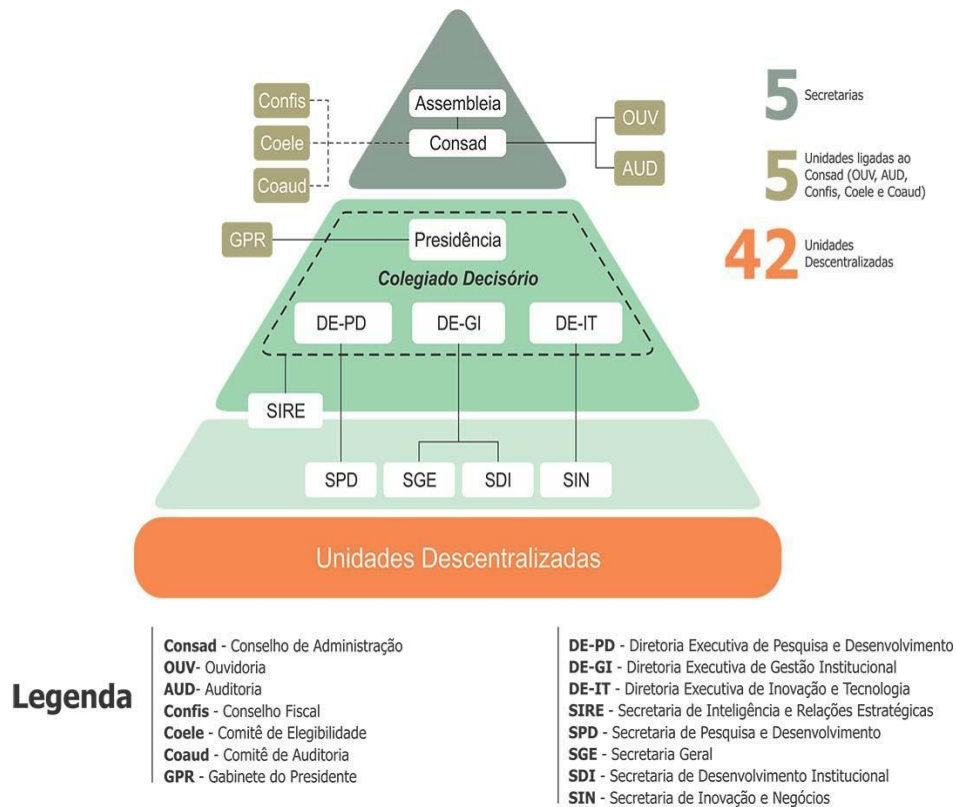 Assembleia
Consad
Confis
Coele
Coaud
OUV
AUD
5 Secretarias
5 Unidades ligadas ao
Consad (OUV, AUD,
Confis, Coele e Coaud)
42 Unidades
Descentralizadas
GPR
Presidência
Colegiado Decisório
DE-PD
DE-GI
DE-IT
SIRE
SPD
SGE
SDI
SIN
Unidades Descentralizadas
Legenda
Consad - Conselho de Administração
OUV- Ouvidoria
AUD- Auditoria
Confis - Conselho Fiscal
Coele - Comitê de Elegibilidade
Coaud - Comitê de Auditoria
GPR - Gabinete do Presidente
DE-PD - Diretoria Executiva de Pesquisa e Desenvolvimento
DE-GI - Diretoria Executiva de Gestão Institucional
DE-IT - Diretoria Executiva de Inovação e Tecnologia
SIRE - Secretaria de Inteligência e Relações Estratégicas
SPD - Secretaria de Pesquisa e Desenvolvimento
SGE - Secretaria Geral
SDI - Secretaria de Desenvolvimento Institucional
SIN - Secretaria de Inovação e Negócios